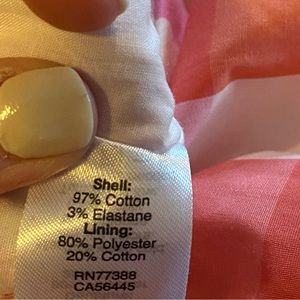 Shell:
97% Cotton
3% Elastane
Lining:
80% Polyester
20% Cotton
RN77388
CA56445